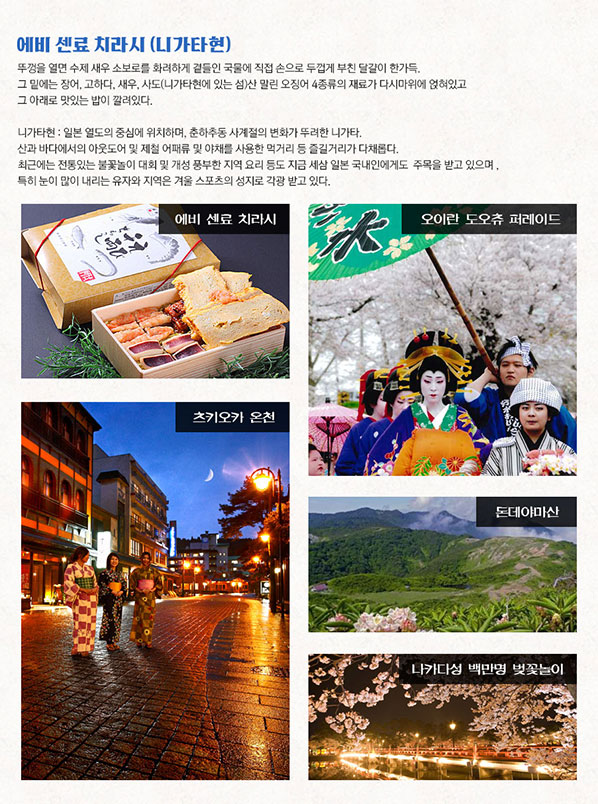 에비 센료 치라시 (니가타현)
뚜껑을 열면 수제 새우 소보로를 화려하게 곁들인 국물에 직접 손으로 두껍게 부친 달걀이 한가득.
그 밑에는 장어, 고하다, 새우, 사도(니가타현에 있는 섬)산 말린 오징어 4종류의 재료가 다시마위에 얹혀있고
그 아래로 맛있는 밥이 깔려있다.
니가타현 : 일본 열도의 중심에 위치하며, 춘하추동 사계절의 변화가 뚜려한 니가타.
산과 바다에서의 아웃도어 및 제철 어패류 및 야채를 사용한 먹거리 등 즐길거리가 다채롭다.
최근에는 전통있는 불꽃놀이 대회 및 개성 풍부한 지역 요리 등도 지금 세삼 일본 국내인에게도 주목을 받고 있으며 ,
특히 눈이 많이 내리는 유자와 지역은 겨울 스포츠의 성지로 각광 받고 있다.
에비 센료 치라시
오이란 도오츄 퍼레이드
츠키오카 온천
돈데야마산
나카다성 백만명 벚꽃놀이